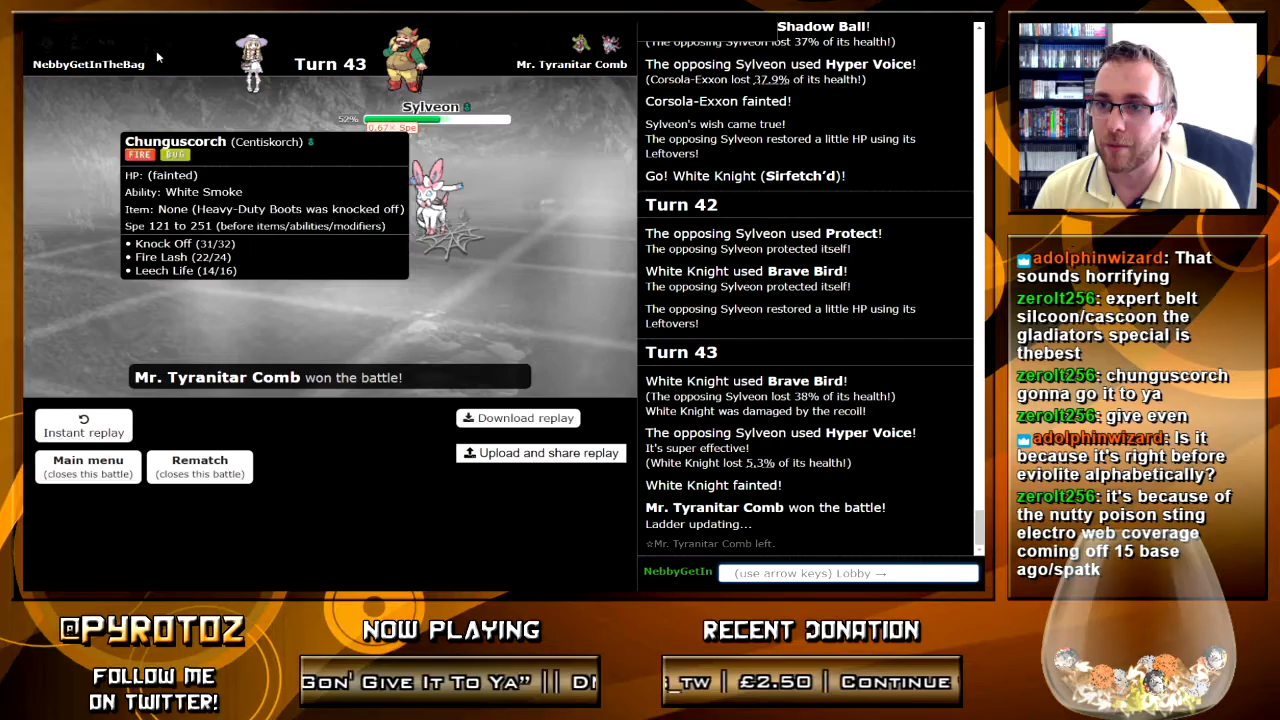 NebbyGetInTheBag
Turn 43
Mr. Tyranitar Comb
Sylveon
52%
0.67× Spe
Chunguscorch (Centiskorch)
FIRE BUG
HP: (fainted)
Ability: White Smoke
Item: None (Heavy-Duty Boots was knocked off)
Spe 121 to 251 (before items/abilities/modifiers)
• Knock Off (31/32)
• Fire Lash (22/24)
• Leech Life (14/16)
Mr. Tyranitar Comb won the battle!
Instant replay
Download replay
Upload and share replay
Main menu
(closes this battle)
Rematch
(closes this battle)
Shadow Ball!
(The opposing Sylveon lost 37% of its health!)
The opposing Sylveon used Hyper Voice!
(Corsola-Exxon lost 37.9% of its health!)
Corsola-Exxon fainted!
Sylveon's wish came true!
The opposing Sylveon restored a little HP using its
Leftovers!
Go! White Knight (Sirfetch'd)!
Turn 42
The opposing Sylveon used Protect!
The opposing Sylveon protected itself!
White Knight used Brave Bird!
The opposing Sylveon protected itself!
The opposing Sylveon restored a little HP using its
Leftovers!
Turn 43
White Knight used Brave Bird!
(The opposing Sylveon lost 38% of its health!)
White Knight was damaged by the recoil!
The opposing Sylveon used Hyper Voice!
It's super effective!
(White Knight lost 5.3% of its health!)
White Knight fainted!
Mr. Tyranitar Comb won the battle!
Ladder updating...
☆Mr. Tyranitar Comb left.
NebbyGetIn
(use arrow keys) Lobby →
adolphinwizard: That
sounds horrifying
zerolt256: expert belt
silcoon/cascoon the
gladiators special is
thebest
zerolt256: chunguscorch
gonna go it to ya
zerolt256: give even
adolphinwizard: Is it
because it's right before
eviolite alphabetically?
zerolt256: it's because of
the nutty poison sting
electro web coverage
coming off 15 base
ago/spatk
@PYROTOZ
FOLLOW ME
ON TWITTER!
NOW PLAYING
GON' GIVE IT TO YA" ||
RECENT DONATION
S_TW | £2.50 | CONTINUE